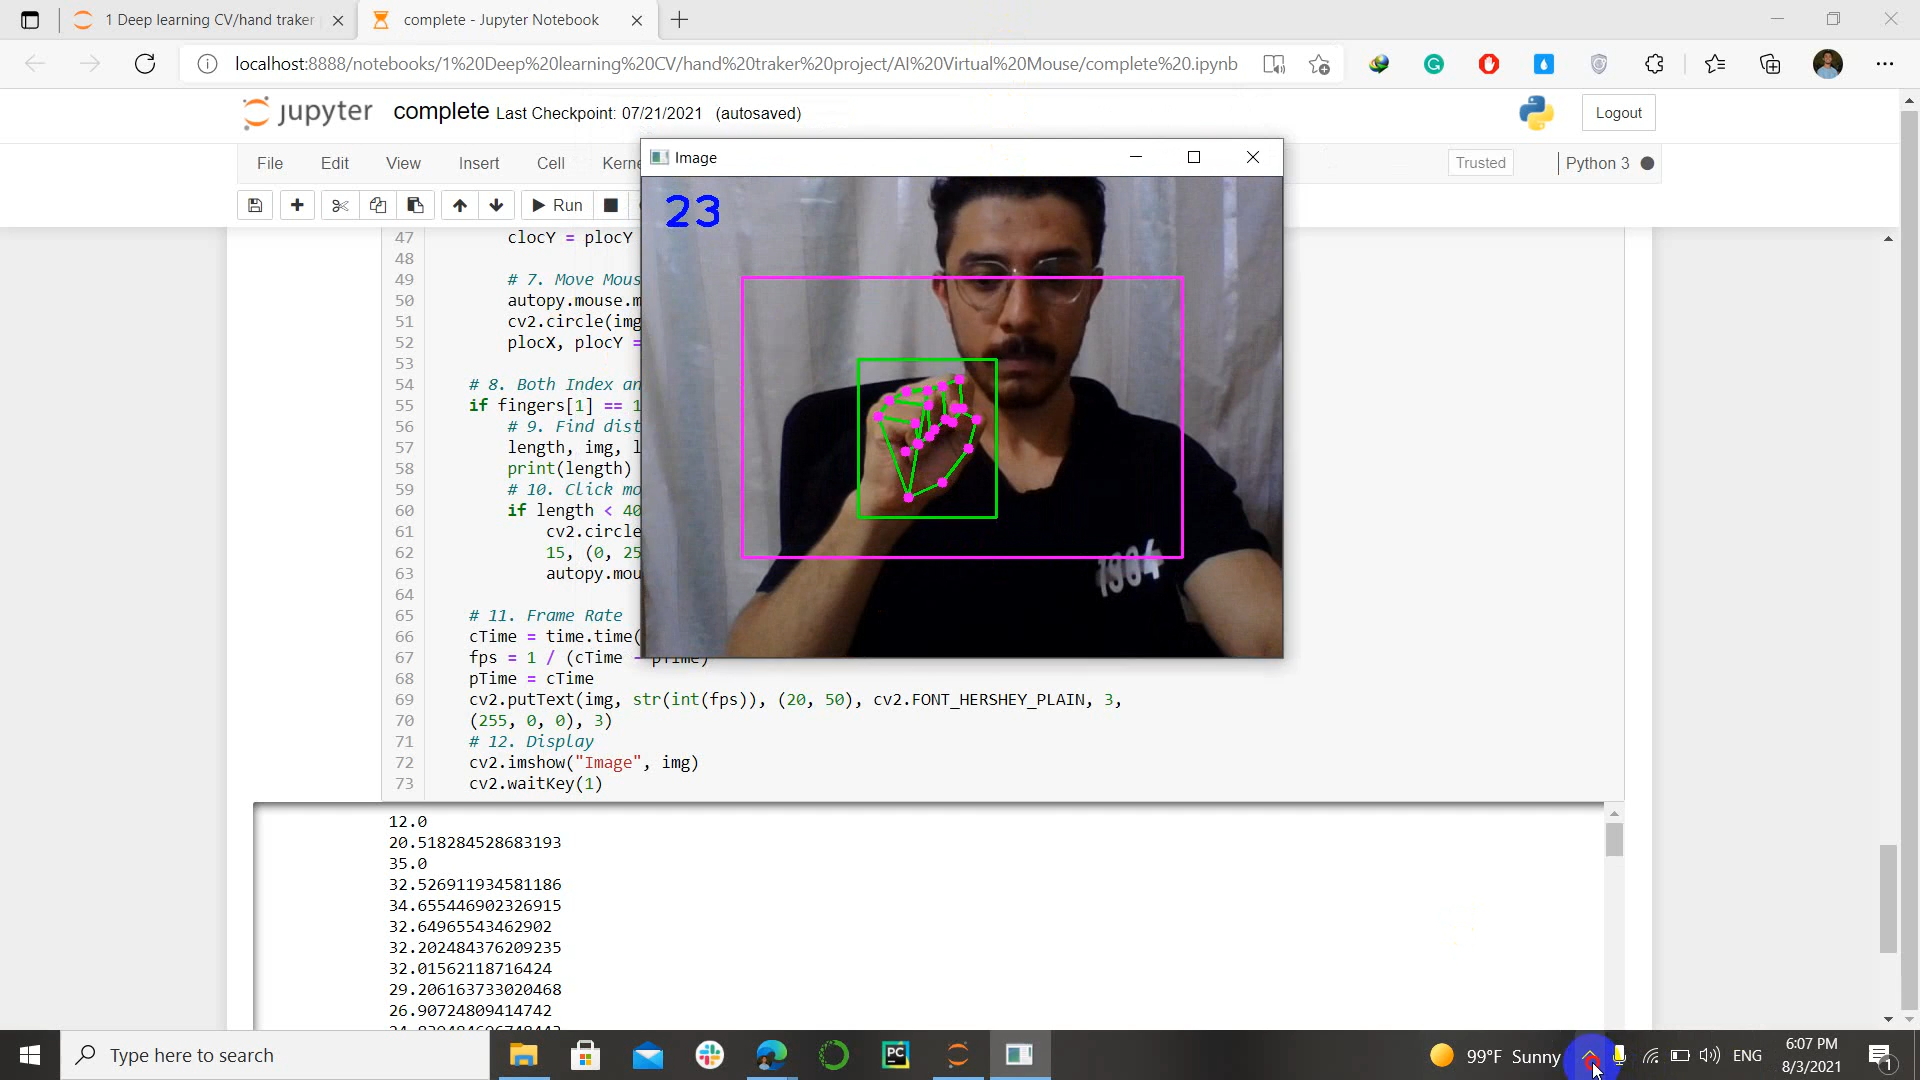 1 Deep learning CV/hand traker
complete - Jupyter Notebook
localhost:8888/notebooks/1%20Deep%20learning%20CV/hand%20traker%20project/AI%20Virtual%20Mouse/complete%20.ipynb
jupyter complete Last Checkpoint: 07/21/2021 (autosaved)
Logout
File Edit View Insert Cell Kerne
Trusted Python 3
Run
Image
23
47 clocY = plocY
48
49 # 7. Move Mous
50 autopy.mouse.m
51 cv2.circle(img
52 plocX, plocY =
53
54 # 8. Both Index an
55 if fingers[1] == 1
56 # 9. Find dist
57 length, img, l
58 print(length)
59 # 10. Click mo
60 if length < 40
61 cv2.circle
62 15, (0, 25
63 autopy.mou
64
65 # 11. Frame Rate
66 cTime = time.time(
67 fps = 1 / (cTime - pTime)
68 pTime = cTime
69 cv2.putText(img, str(int(fps)), (20, 50), cv2.FONT_HERSHEY_PLAIN, 3,
70 (255, 0, 0), 3)
71 # 12. Display
72 cv2.imshow("Image", img)
73 cv2.waitKey(1)
1984
12.0
20.518284528683193
35.0
32.526911934581186
34.655446902326915
32.64965543462902
32.202484376209235
32.01562118716424
29.206163733020468
26.90724809414742
Type here to search
PC
99°F Sunny
ENG
6:07 PM
8/3/2021
1